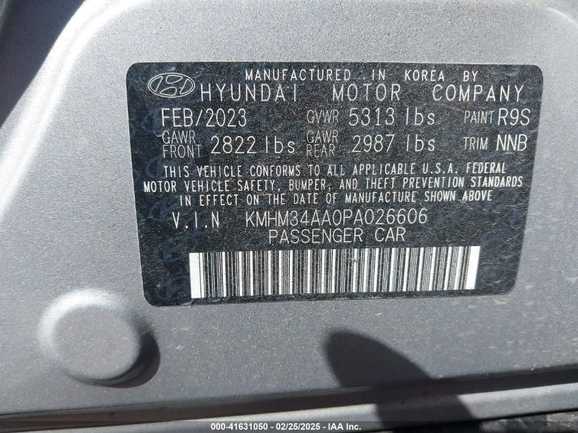 MANUFACTURED IN KOREA BY
HYUNDAI MOTOR COMPANY
FEB/2023 GVWR 5313 lbs PAINT R9S
GAWR FRONT 2822 lbs GAWR REAR 2987 lbs TRIM NNB
THIS VEHICLE CONFORMS TO ALL APPLICABLE U.S.A. FEDERAL
MOTOR VEHICLE SAFETY, BUMPER, AND THEFT PREVENTION STANDARDS
IN EFFECT ON THE DATE OF MANUFACTURE SHOWN ABOVE.
V.I.N KMHM34AA0PA026606
PASSENGER CAR
000-41631050 - 02/25/2025 - IAA Inc.